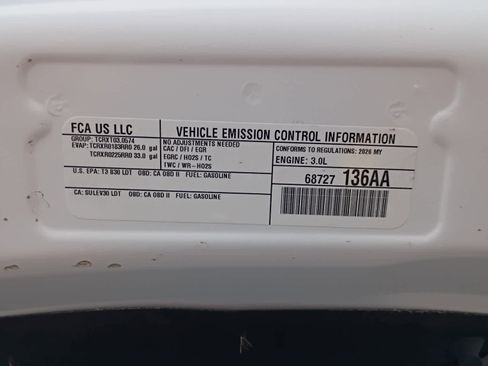 FCA US LLC
GROUP: TCRXT03.0574
EVAP: TCRXR0183RRD 26.0 gal
TCRXR0225RRD 33.0 gal
VEHICLE EMISSION CONTROL INFORMATION
NO ADJUSTMENTS NEEDED
CAC / DFI / EGR
EGRC / HO2S / TC
TWC / WR-HO2S
CONFORMS TO REGULATIONS: 2026 MY
ENGINE: 3.0L
U.S. EPA: T3 B30 LDT OBD: CA OBD II FUEL: GASOLINE
CA: SULEV30 LDT OBD: CA OBD II FUEL: GASOLINE
68727 136AA